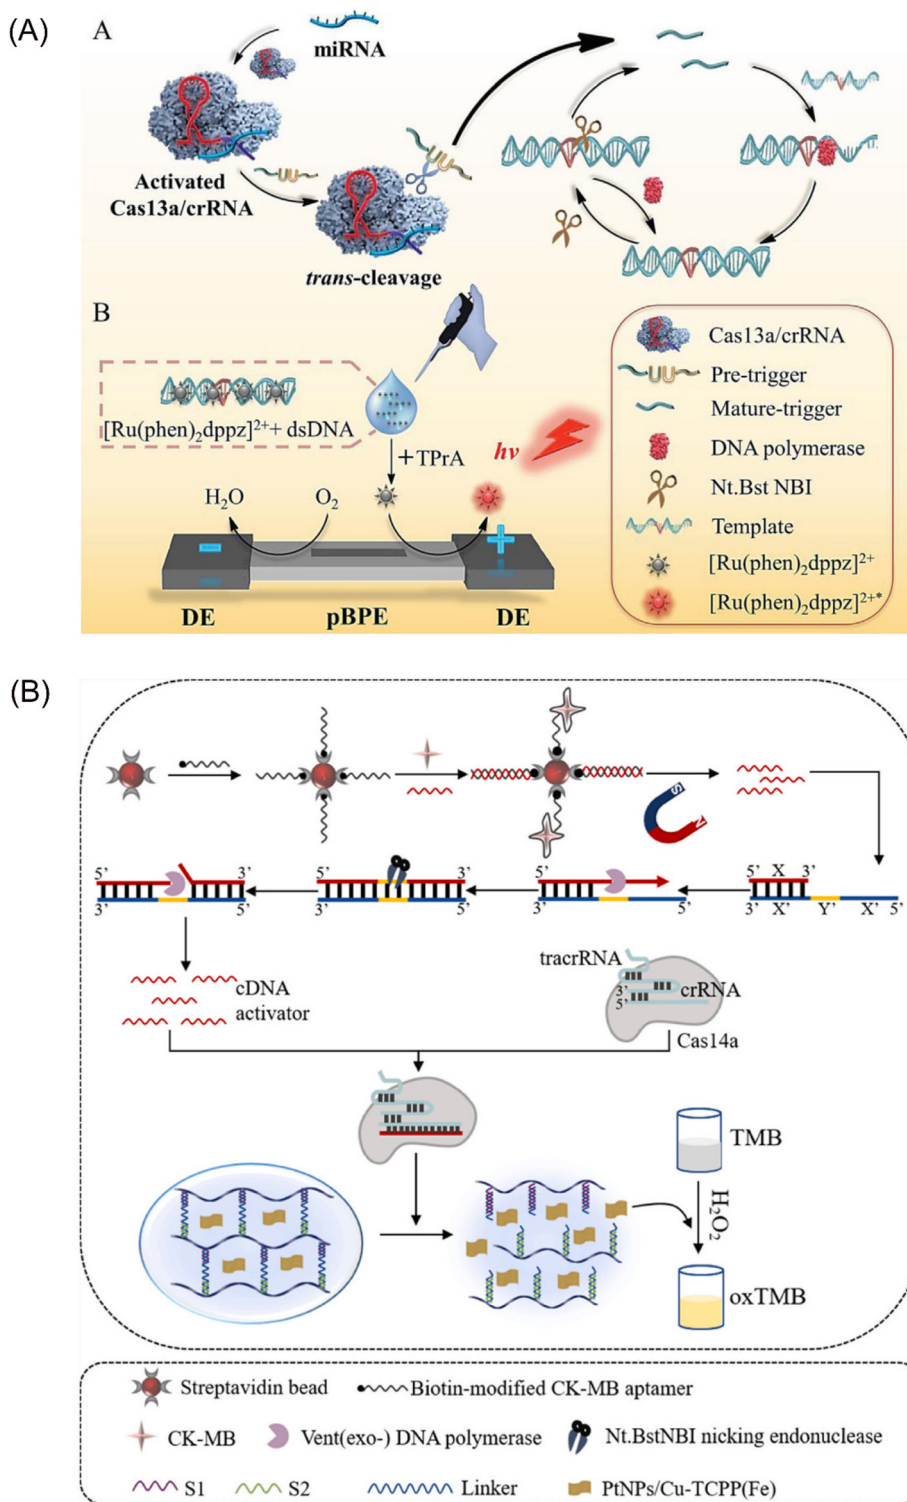 (A)
A
miRNA
Activated
Cas13a/crRNA
trans-cleavage
B
[Ru(phen)₂dppz]²⁺+ dsDNA
+TPrA
hv
H₂O
O₂
DE
pBPE
DE
Cas13a/crRNA
Pre-trigger
Mature-trigger
DNA polymerase
Nt.Bst NBI
Template
[Ru(phen)₂dppz]²⁺
[Ru(phen)₂dppz]²⁺*
(B)
S
N
5’ 3’
3’ 5’
5’ 3’
3’ 5’
5’
3’ 5’
5’ X 3’
3’ X’ Y’ X’ 5’
cDNA
activator
tracrRNA
3’
5’
crRNA
Cas14a
TMB
H₂O₂
oxTMB
Streptavidin bead
Biotin-modified CK-MB aptamer
CK-MB
Vent(exo-) DNA polymerase
Nt.BstNBI nicking endonuclease
S1
S2
Linker
PtNPs/Cu-TCPP(Fe)